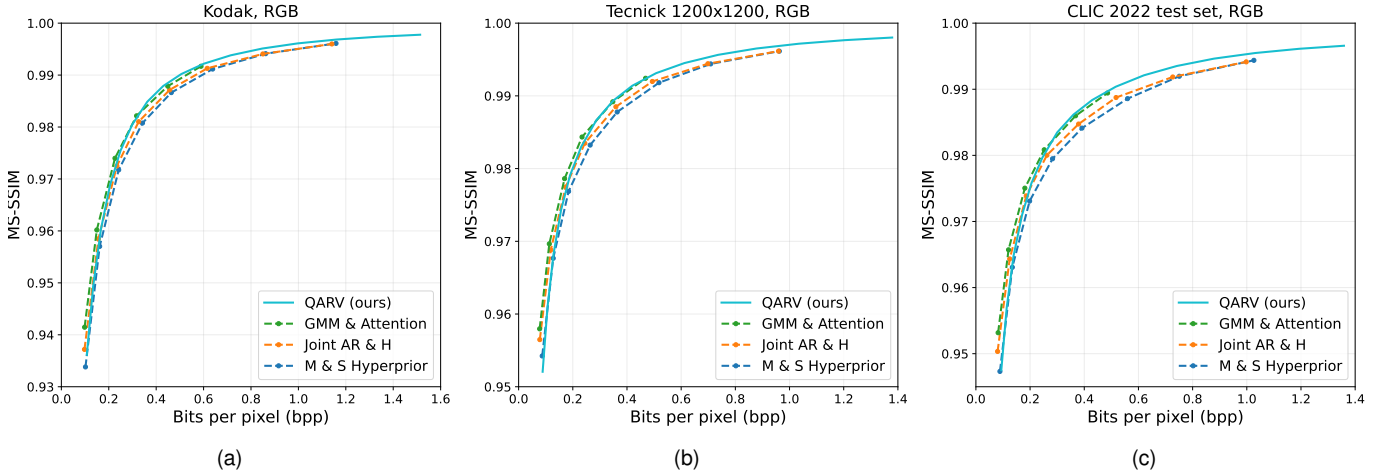 Kodak, RGB
MS-SSIM
1.00
0.99
0.98
0.97
0.96
0.95
0.94
0.93
0.0 0.2 0.4 0.6 0.8 1.0 1.2 1.4 1.6
Bits per pixel (bpp)
QARV (ours)
GMM & Attention
Joint AR & H
M & S Hyperprior
(a)
Tecnick 1200x1200, RGB
MS-SSIM
1.00
0.99
0.98
0.97
0.96
0.95
0.0 0.2 0.4 0.6 0.8 1.0 1.2 1.4
Bits per pixel (bpp)
QARV (ours)
GMM & Attention
Joint AR & H
M & S Hyperprior
(b)
CLIC 2022 test set, RGB
MS-SSIM
1.00
0.99
0.98
0.97
0.96
0.95
0.0 0.2 0.4 0.6 0.8 1.0 1.2 1.4
Bits per pixel (bpp)
QARV (ours)
GMM & Attention
Joint AR & H
M & S Hyperprior
(c)